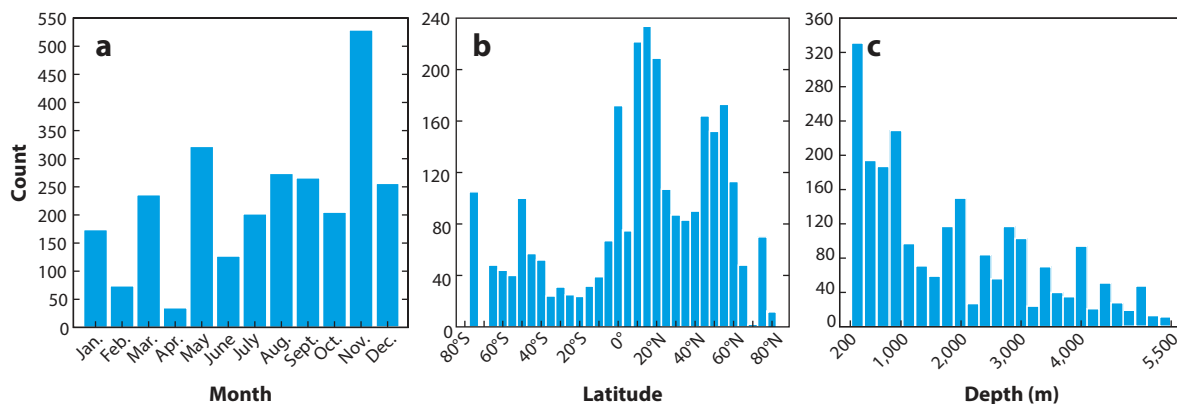 a
Count
550
500
450
400
350
300
250
200
150
100
50
0
Jan.
Feb.
Mar.
Apr.
May
June
July
Aug.
Sept.
Oct.
Nov.
Dec.
Month
b
240
200
160
120
80
40
0
80°S
60°S
40°S
20°S
0°
20°N
40°N
60°N
80°N
Latitude
c
360
320
280
240
200
160
120
80
40
0
200
1,000
2,000
3,000
4,000
5,500
Depth (m)